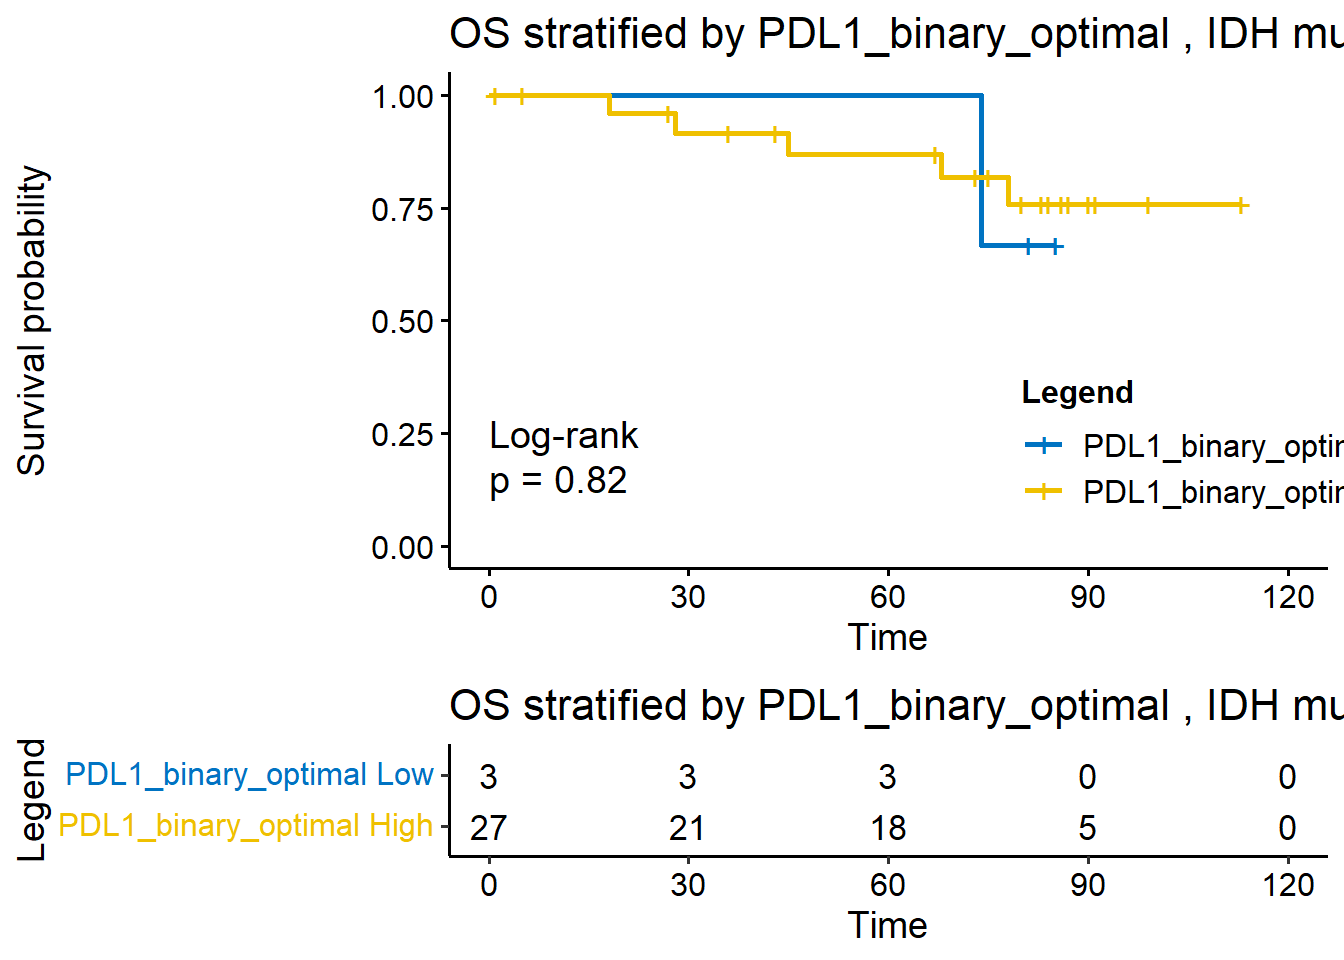 OS stratified by PDL1_binary_optimal , IDH mu
Survival probability
1.00
0.75
0.50
0.25
0.00
Log-rank
p = 0.82
Legend
PDL1_binary_optim
PDL1_binary_optim
0 30 60 90 120
Time
OS stratified by PDL1_binary_optimal , IDH mu
Legend
PDL1_binary_optimal Low 3 3 3 0 0
PDL1_binary_optimal High 27 21 18 5 0
0 30 60 90 120
Time